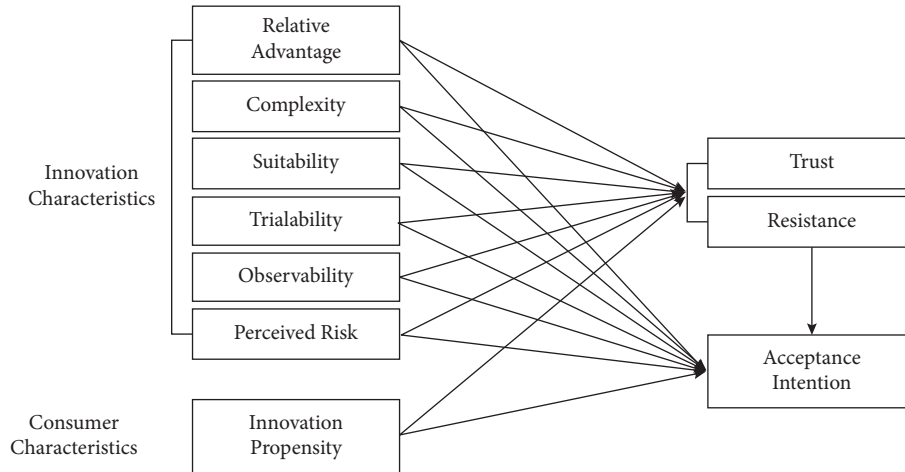 Relative
Advantage
Complexity
Suitability
Innovation
Characteristics
Trialability
Observability
Perceived Risk
Consumer
Characteristics
Innovation
Propensity
Trust
Resistance
Acceptance
Intention